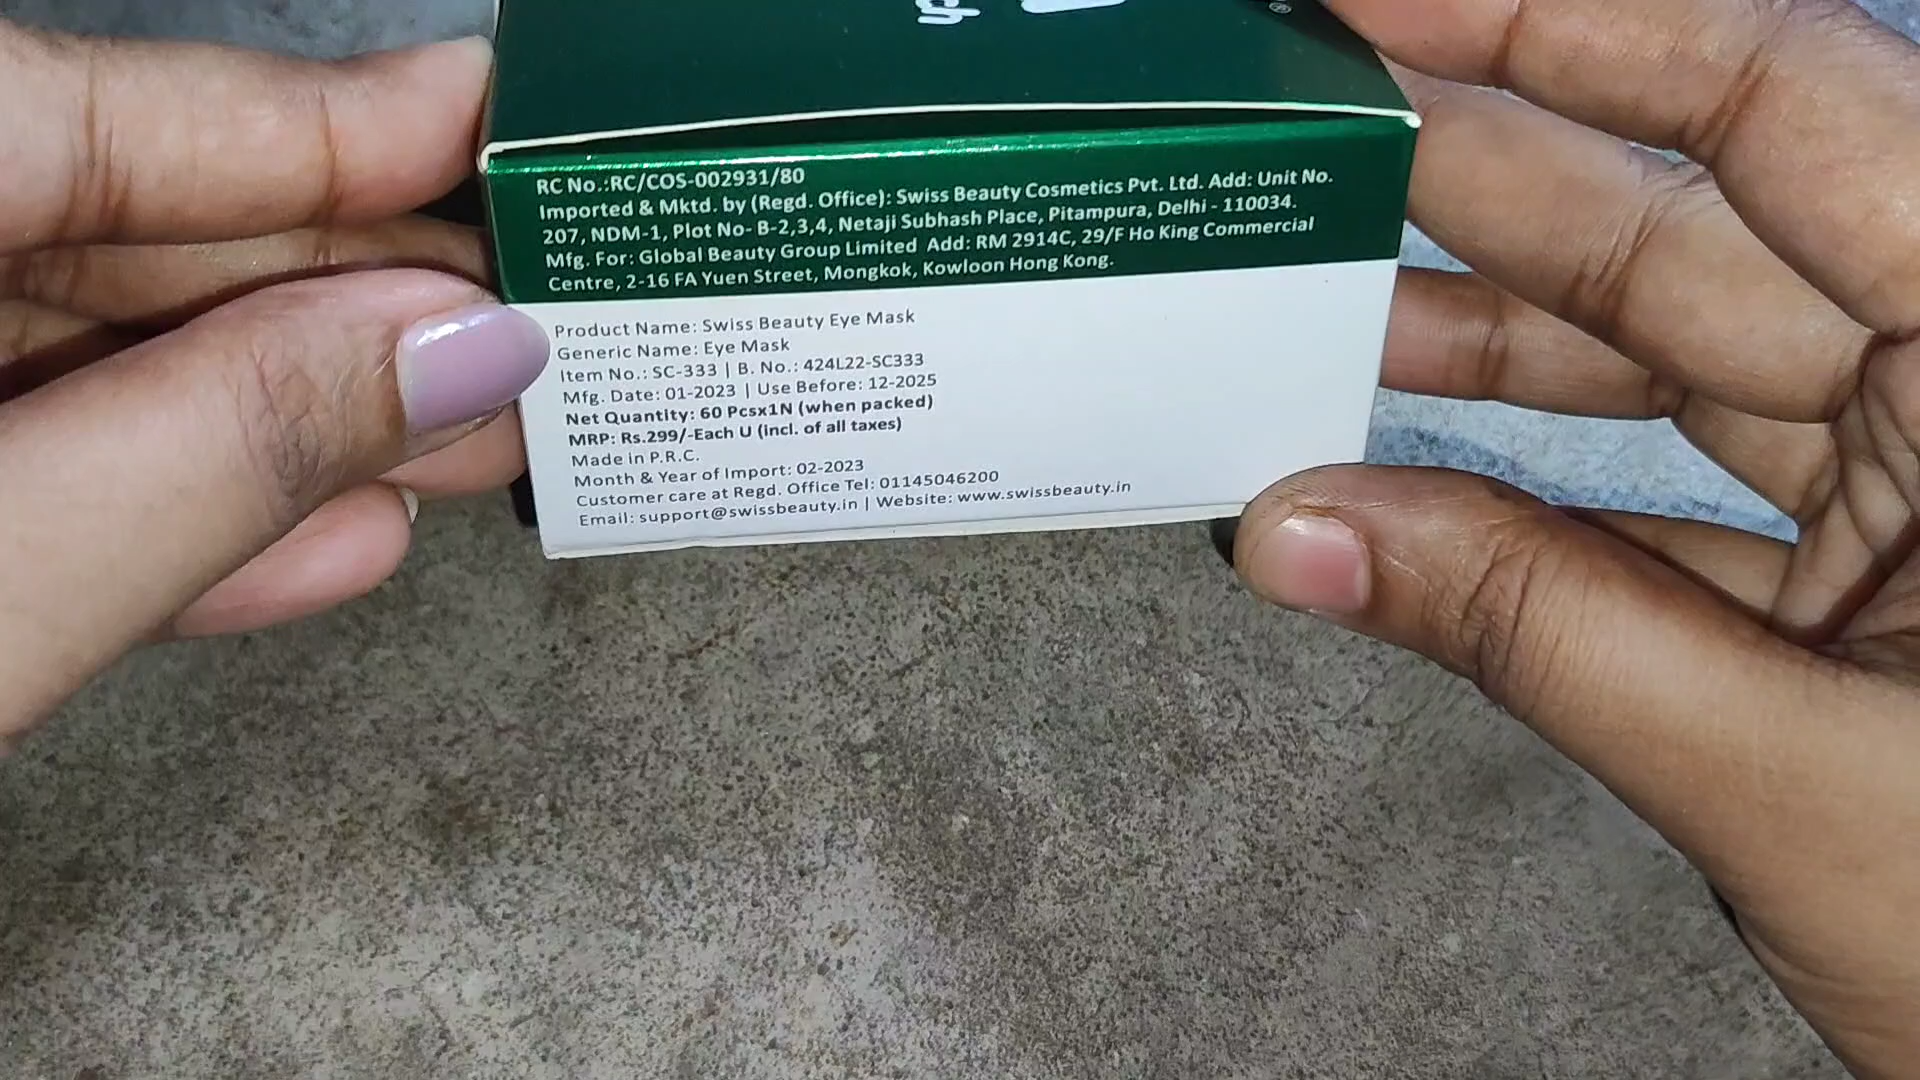 RC No.:RC/COS-002931/80
Imported & Mktd. by (Regd. Office): Swiss Beauty Cosmetics Pvt. Ltd. Add: Unit No.
207, NDM-1, Plot No- B-2,3,4, Netaji Subhash Place, Pitampura, Delhi - 110034.
Mfg. For: Global Beauty Group Limited Add: RM 2914C, 29/F Ho King Commercial
Centre, 2-16 FA Yuen Street, Mongkok, Kowloon Hong Kong.
Product Name: Swiss Beauty Eye Mask
Generic Name: Eye Mask
Item No.: SC-333 | B. No.: 424L22-SC333
Mfg. Date: 01-2023 | Use Before: 12-2025
Net Quantity: 60 Pcsx1N (when packed)
MRP: Rs.299/-Each U (incl. of all taxes)
Made in P.R.C.
Month & Year of Import: 02-2023
Customer care at Regd. Office Tel: 01145046200
Email: support@swissbeauty.in | Website: www.swissbeauty.in